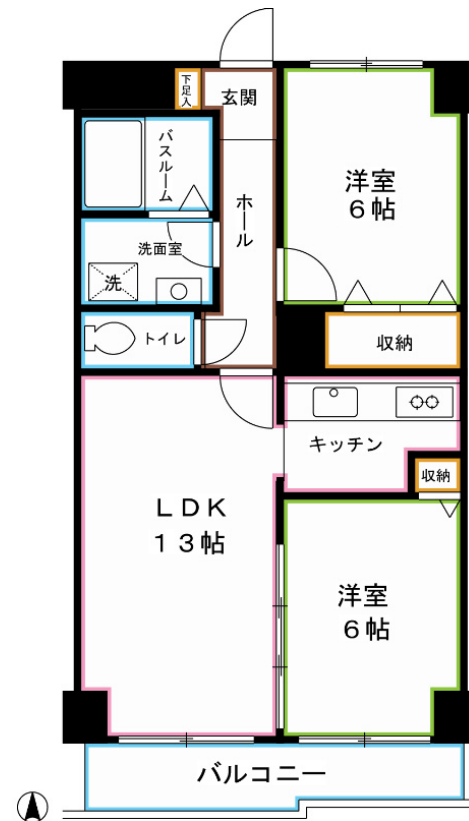 下足入
玄関
バスルーム
洋室
6帖
ホール
洗面室
洗
トイレ
収納
キッチン
収納
LDK
13帖
洋室
6帖
バルコニー